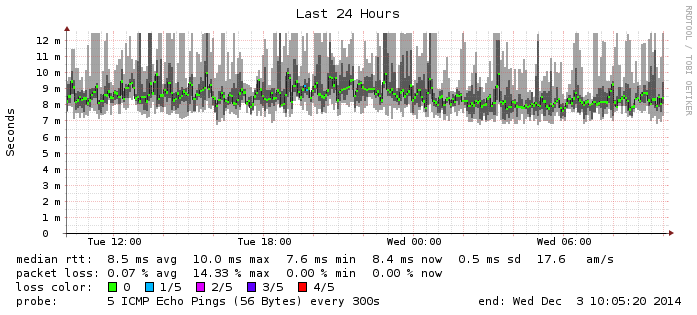 Last 24 Hours
RRDTOOL / TOBI OETIKER
Seconds
12 m
11 m
10 m
9 m
8 m
7 m
6 m
5 m
4 m
3 m
2 m
1 m
0
Tue 12:00 Tue 18:00 Wed 00:00 Wed 06:00
median rtt: 8.5 ms avg 10.0 ms max 7.6 ms min 8.4 ms now 0.5 ms sd 17.6 am/s
packet loss: 0.07 % avg 14.33 % max 0.00 % min 0.00 % now
loss color: 0 1/5 2/5 3/5 4/5
probe: 5 ICMP Echo Pings (56 Bytes) every 300s end: Wed Dec 3 10:05:20 2014